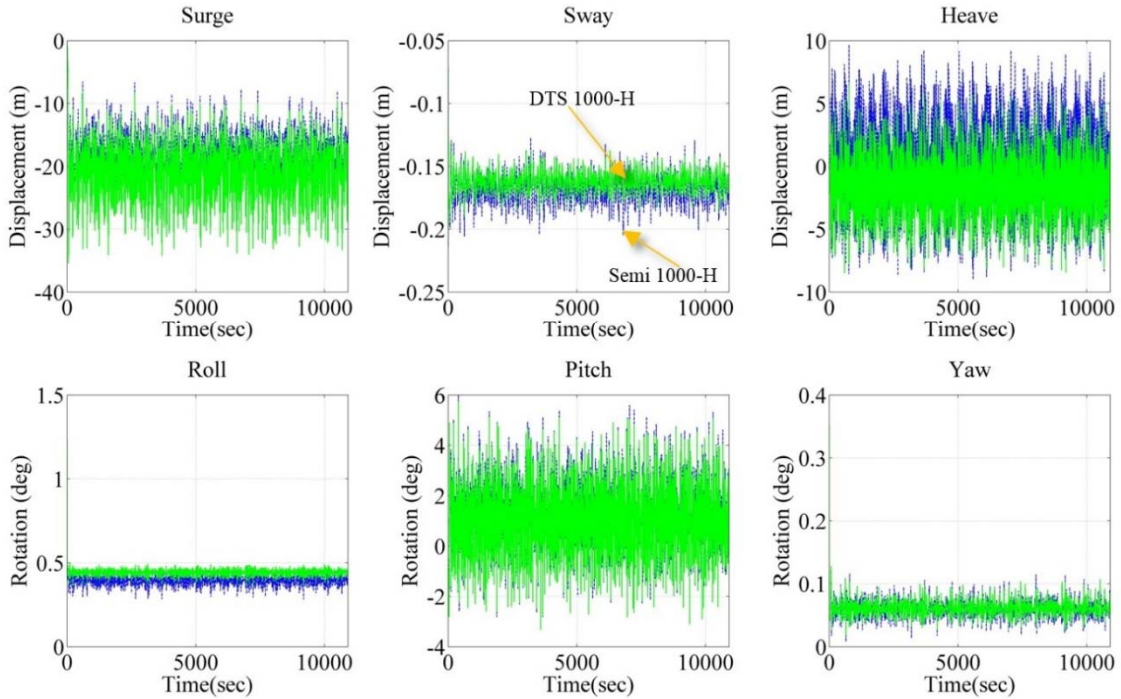 Surge
Displacement (m)
0
-10
-20
-30
-40
0
5000
10000
Time(sec)
Sway
Displacement (m)
-0.05
-0.1
-0.15
-0.2
-0.25
DTS 1000-H
Semi 1000-H
0
5000
10000
Time(sec)
Heave
Displacement (m)
10
5
0
-5
-10
0
5000
10000
Time(sec)
Roll
Rotation (deg)
1.5
1
0.5
0
0
5000
10000
Time(sec)
Pitch
Rotation (deg)
6
4
2
0
-2
-4
0
5000
10000
Time(sec)
Yaw
Rotation (deg)
0.4
0.3
0.2
0.1
0
0
5000
10000
Time(sec)